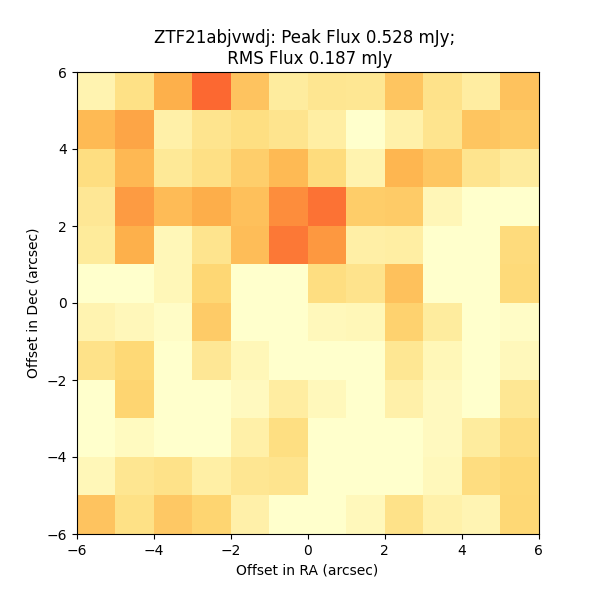 ZTF21abjvwdj: Peak Flux 0.528 mJy;
RMS Flux 0.187 mJy
6
4
2
0
−2
−4
−6
Offset in Dec (arcsec)
−6 −4 −2 0 2 4 6
Offset in RA (arcsec)